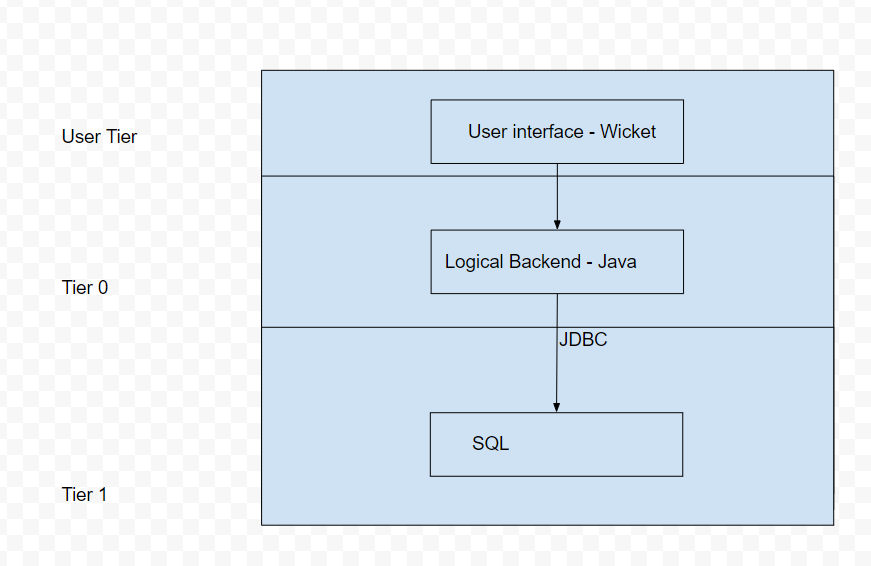 User Tier
User interface - Wicket
Tier 0
Logical Backend - Java
JDBC
SQL
Tier 1